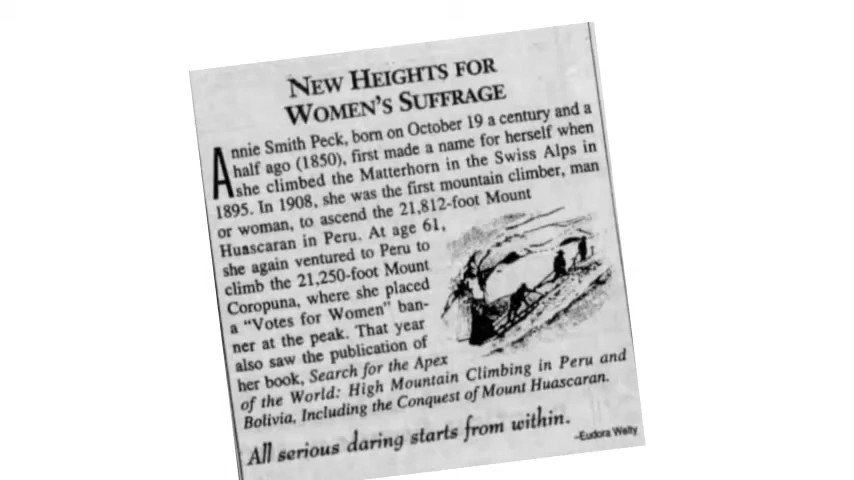 NEW HEIGHTS FOR
WOMEN'S SUFFRAGE
Annie Smith Peck, born on October 19 a century and a
half ago (1850), first made a name for herself when
she climbed the Matterhorn in the Swiss Alps in
1895. In 1908, she was the first mountain climber, man
or woman, to ascend the 21,812-foot Mount
Huascaran in Peru. At age 61,
she again ventured to Peru to
climb the 21,250-foot Mount
Coropuna, where she placed
a “Votes for Women” ban-
ner at the peak. That year
also saw the publication of
her book, Search for the Apex
of the World: High Mountain Climbing in Peru and
Bolivia, Including the Conquest of Mount Huascaran.
All serious daring starts from within.
–Eudora Welty